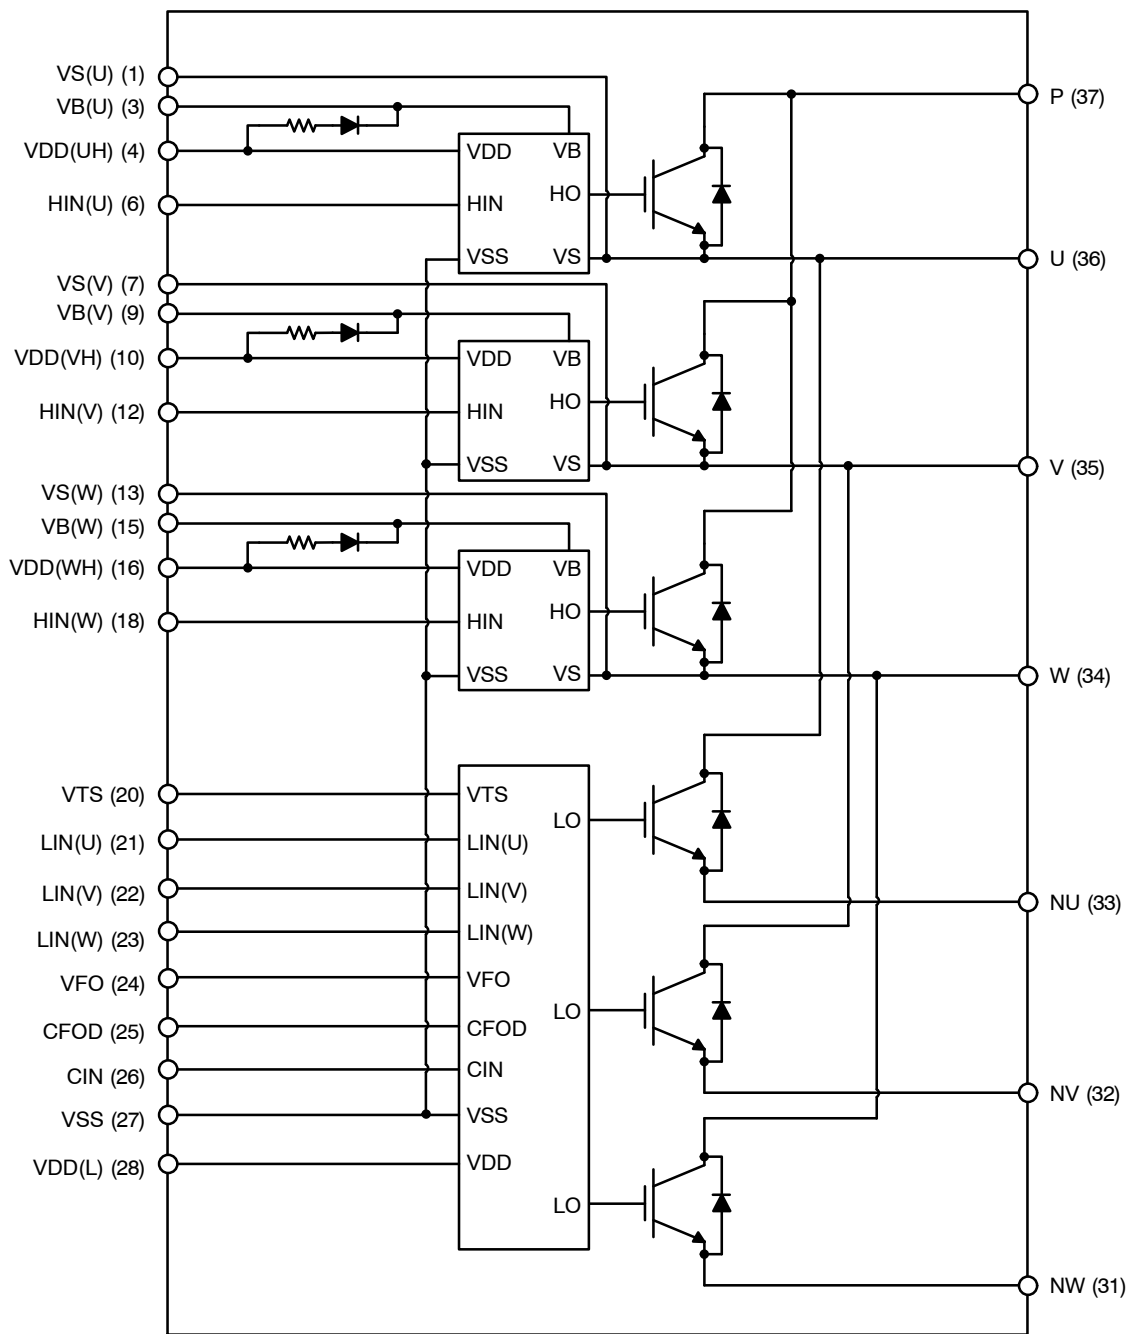 VS(U) (1)
VB(U) (3)
VDD(UH) (4)
HIN(U) (6)
VS(V) (7)
VB(V) (9)
VDD(VH) (10)
HIN(V) (12)
VS(W) (13)
VB(W) (15)
VDD(WH) (16)
HIN(W) (18)
VTS (20)
LIN(U) (21)
LIN(V) (22)
LIN(W) (23)
VFO (24)
CFOD (25)
CIN (26)
VSS (27)
VDD(L) (28)
VDD VB
HIN HO
VSS VS
VDD VB
HIN HO
VSS VS
VDD VB
HIN HO
VSS VS
VTS
LO
LIN(U)
LIN(V)
LIN(W)
VFO
LO
CFOD
CIN
VSS
VDD
LO
P (37)
U (36)
V (35)
W (34)
NU (33)
NV (32)
NW (31)